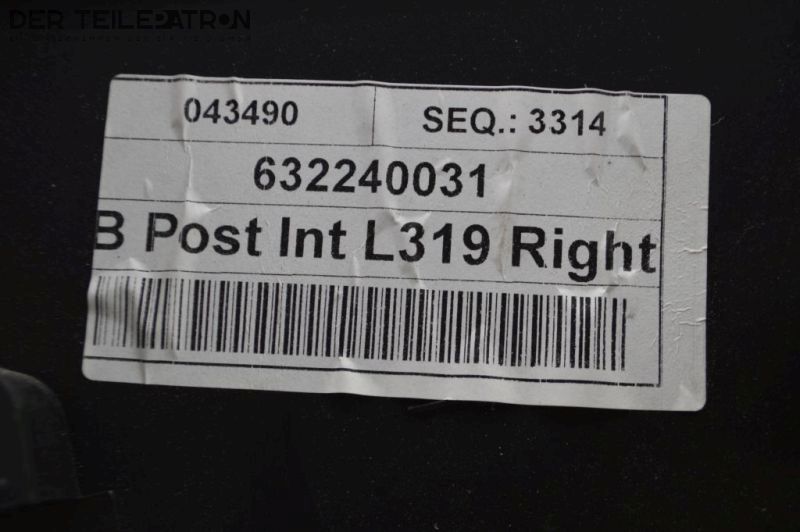 DER TEILEPATRON
043490 SEQ.: 3314
632240031
B Post Int L319 Right